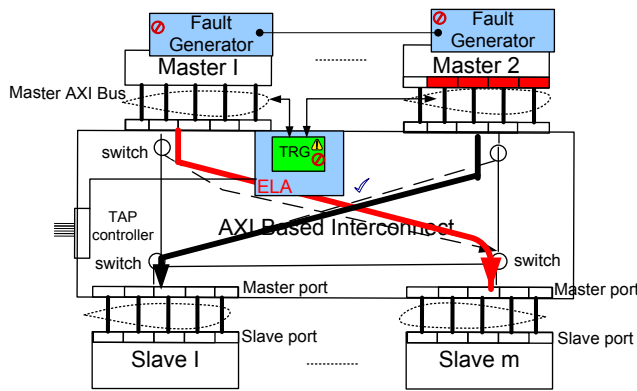 Fault
Generator
Fault
Generator
Master I
Master 2
Master AXI Bus
switch
TRG
ELA
TAP
controller
AXI Based Interconnect
switch
switch
Master port
Master port
Slave port
Slave port
Slave I
Slave m